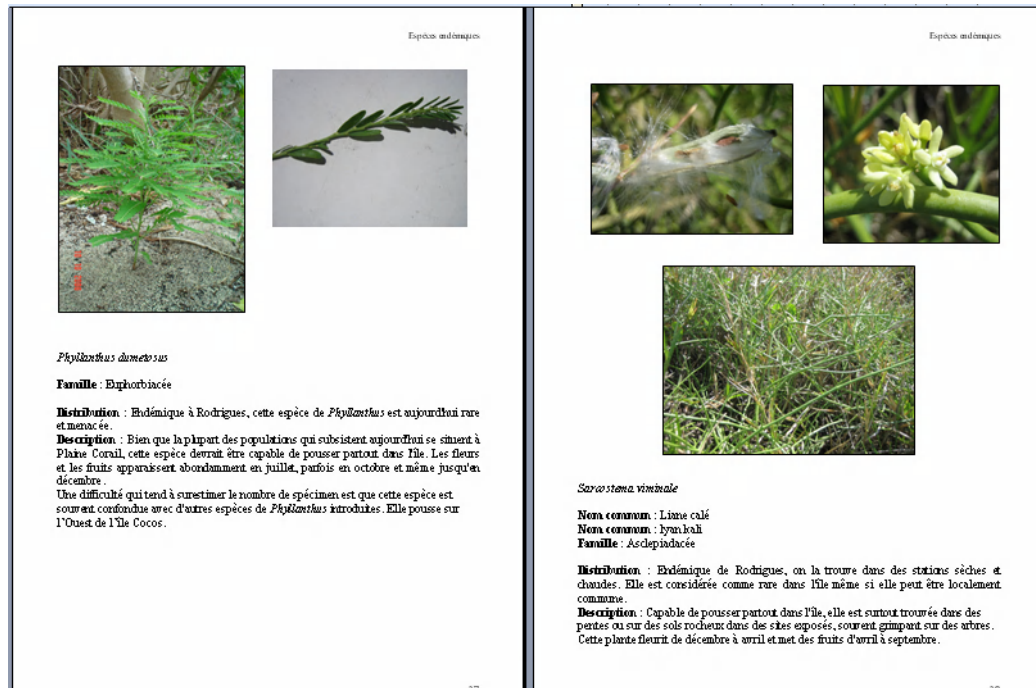 Espèces endémiques
Phyllanthus dumetosus
Famille : Euphorbiacée
Distribution : Endémique à Rodrigues, cette espèce de Phyllanthus est aujourd'hui rare
et menacée.
Description : Bien que la plupart des populations qui subsistent aujourd'hui se situent à
Plaine Corail, cette espèce devrait être capable de pousser partout dans l'île. Les fleurs
et les fruits apparaissent abondamment en juillet, parfois en octobre et même jusqu'en
décembre.
Une difficulté qui tend à surestimer le nombre de spécimen est que cette espèce est
souvent confondue avec d'autres espèces de Phyllanthus introduites. Elle pousse sur
l'Ouest de l'île Cocos.
Espèces endémiques
Sarcostema viminale
Nom commun : Liane calé
Nom commun : lyan kali
Famille : Asclepiadacée
Distribution : Endémique de Rodrigues, on la trouve dans des stations sèches et
chaudes. Elle est considérée comme rare dans l'île même si elle peut être localement
commune.
Description : Capable de pousser partout dans l'île, elle est surtout trouvée dans des
pentes ou sur des sols rocheux dans des sites exposés, souvent grimpant sur des arbres.
Cette plante fleurit de décembre à avril et met des fruits d'avril à septembre.